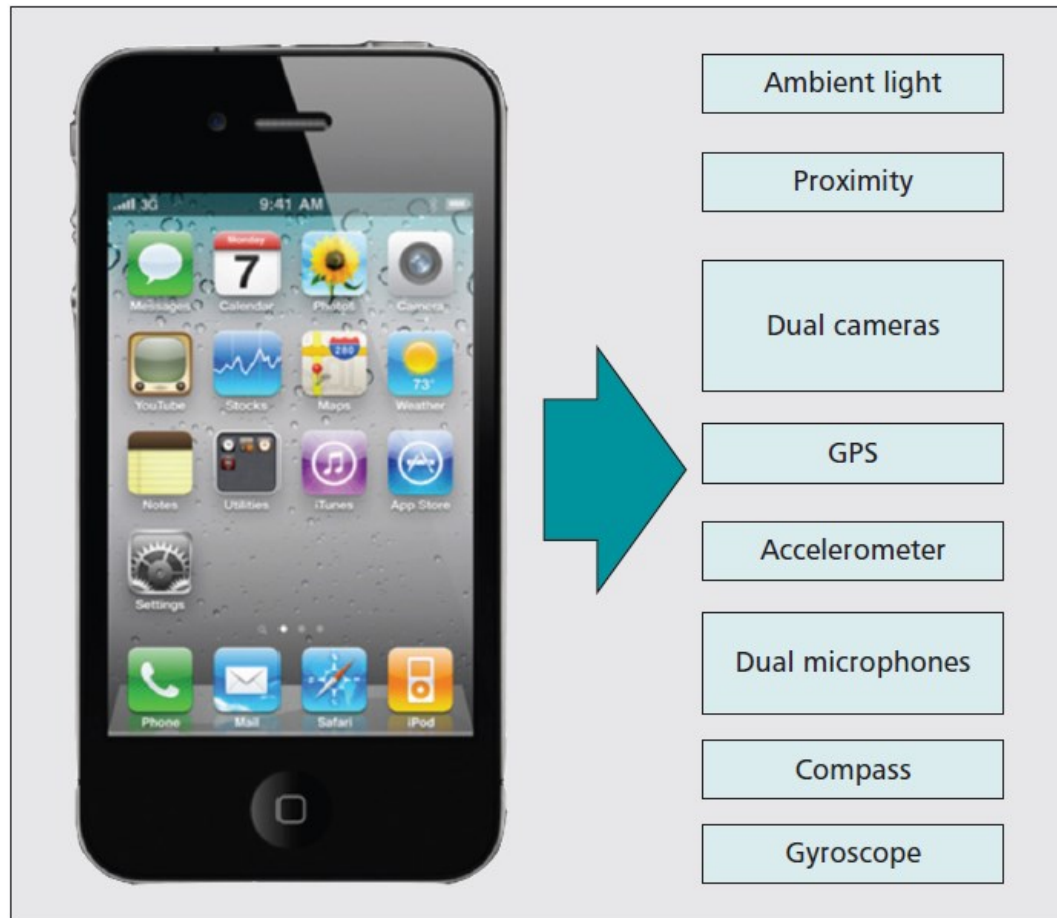 3G 9:41 AM
Monday
7
Messages Calendar Photos Camera
280
73°
YouTube Stocks Maps Weather
Notes Utilities iTunes App Store
Settings
Phone Mail Safari iPod
Ambient light
Proximity
Dual cameras
GPS
Accelerometer
Dual microphones
Compass
Gyroscope